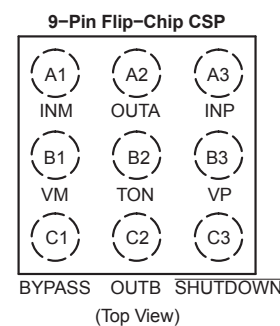 9-Pin Flip-Chip CSP
A1 A2 A3
INM OUTA INP
B1 B2 B3
VM TON VP
C1 C2 C3
BYPASS OUTB SHUTDOWN
(Top View)